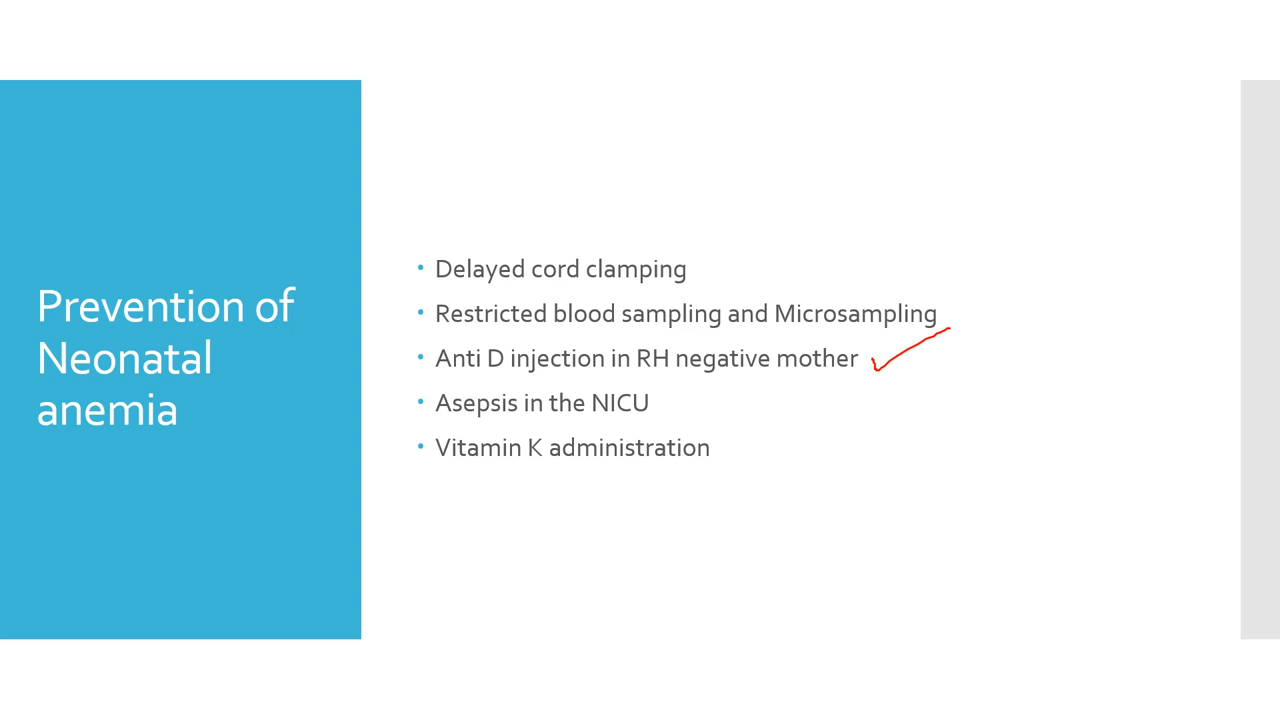 Prevention of
Neonatal
anemia
• Delayed cord clamping
• Restricted blood sampling and Microsampling
• Anti D injection in RH negative mother
• Asepsis in the NICU
• Vitamin K administration